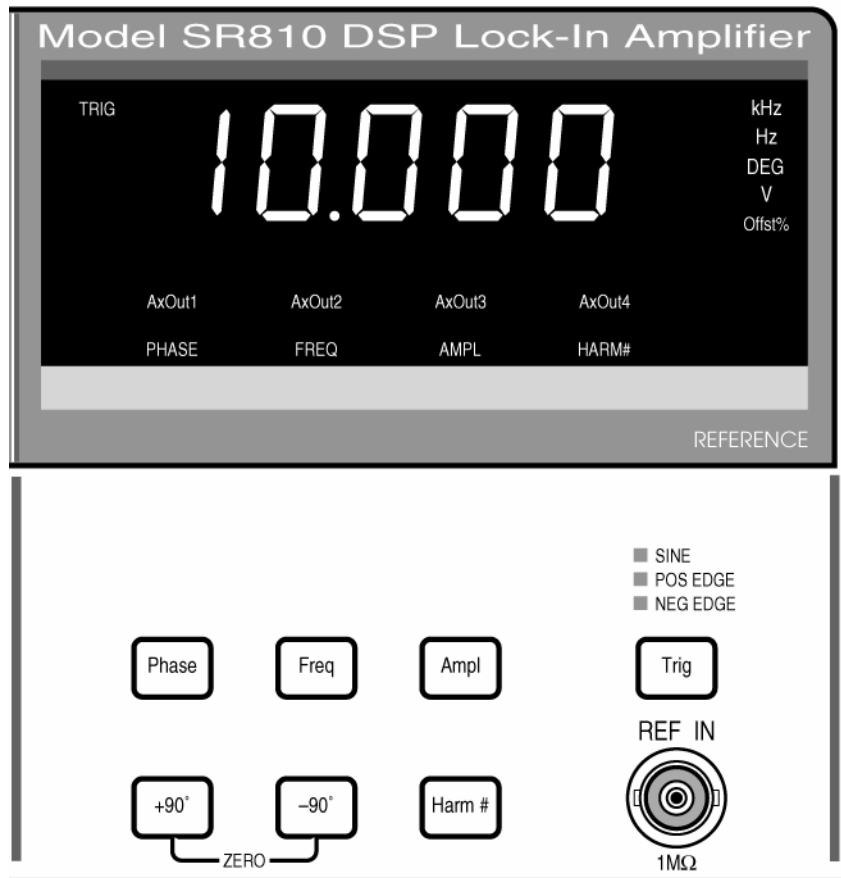 Model SR810 DSP Lock-In Amplifier
TRIG
10.000
kHz
Hz
DEG
V
Offst%
AxOut1 AxOut2 AxOut3 AxOut4
PHASE FREQ AMPL HARM#
REFERENCE
SINE
POS EDGE
NEG EDGE
Phase Freq Ampl Trig
REF IN
+90° –90° Harm #
ZERO
1MΩ